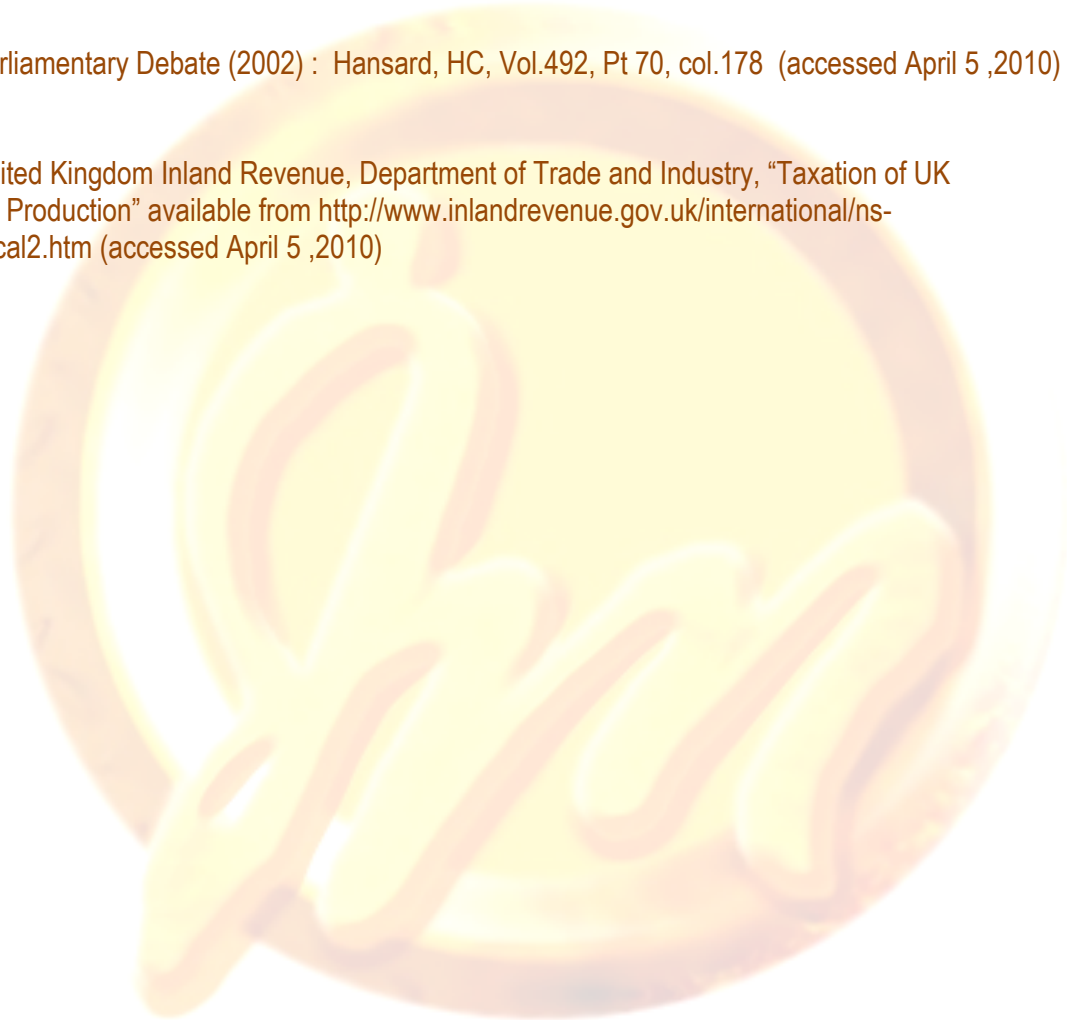 rliamentary Debate (2002) : Hansard, HC, Vol.492, Pt 70, col.178 (accessed April 5 ,2010)
ited Kingdom Inland Revenue, Department of Trade and Industry, “Taxation of UK
Production” available from http://www.inlandrevenue.gov.uk/international/ns-
cal2.htm (accessed April 5 ,2010)